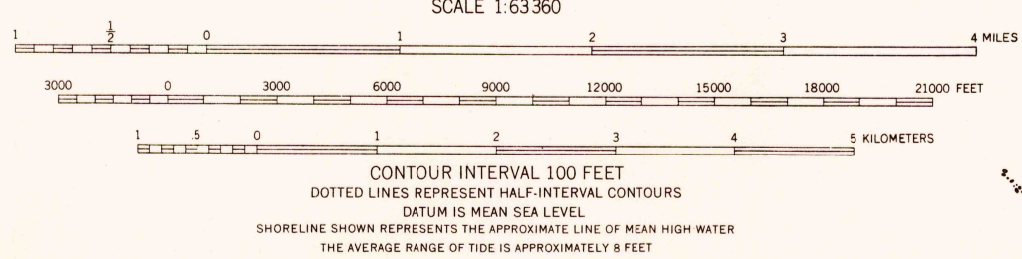 SCALE 1:63360
1 1/2 0 1 2 3 4 MILES
3000 0 3000 6000 9000 12000 15000 18000 21000 FEET
1 .5 0 1 2 3 4 5 KILOMETERS
CONTOUR INTERVAL 100 FEET
DOTTED LINES REPRESENT HALF-INTERVAL CONTOURS
DATUM IS MEAN SEA LEVEL
SHORELINE SHOWN REPRESENTS THE APPROXIMATE LINE OF MEAN HIGH WATER
THE AVERAGE RANGE OF TIDE IS APPROXIMATELY 8 FEET